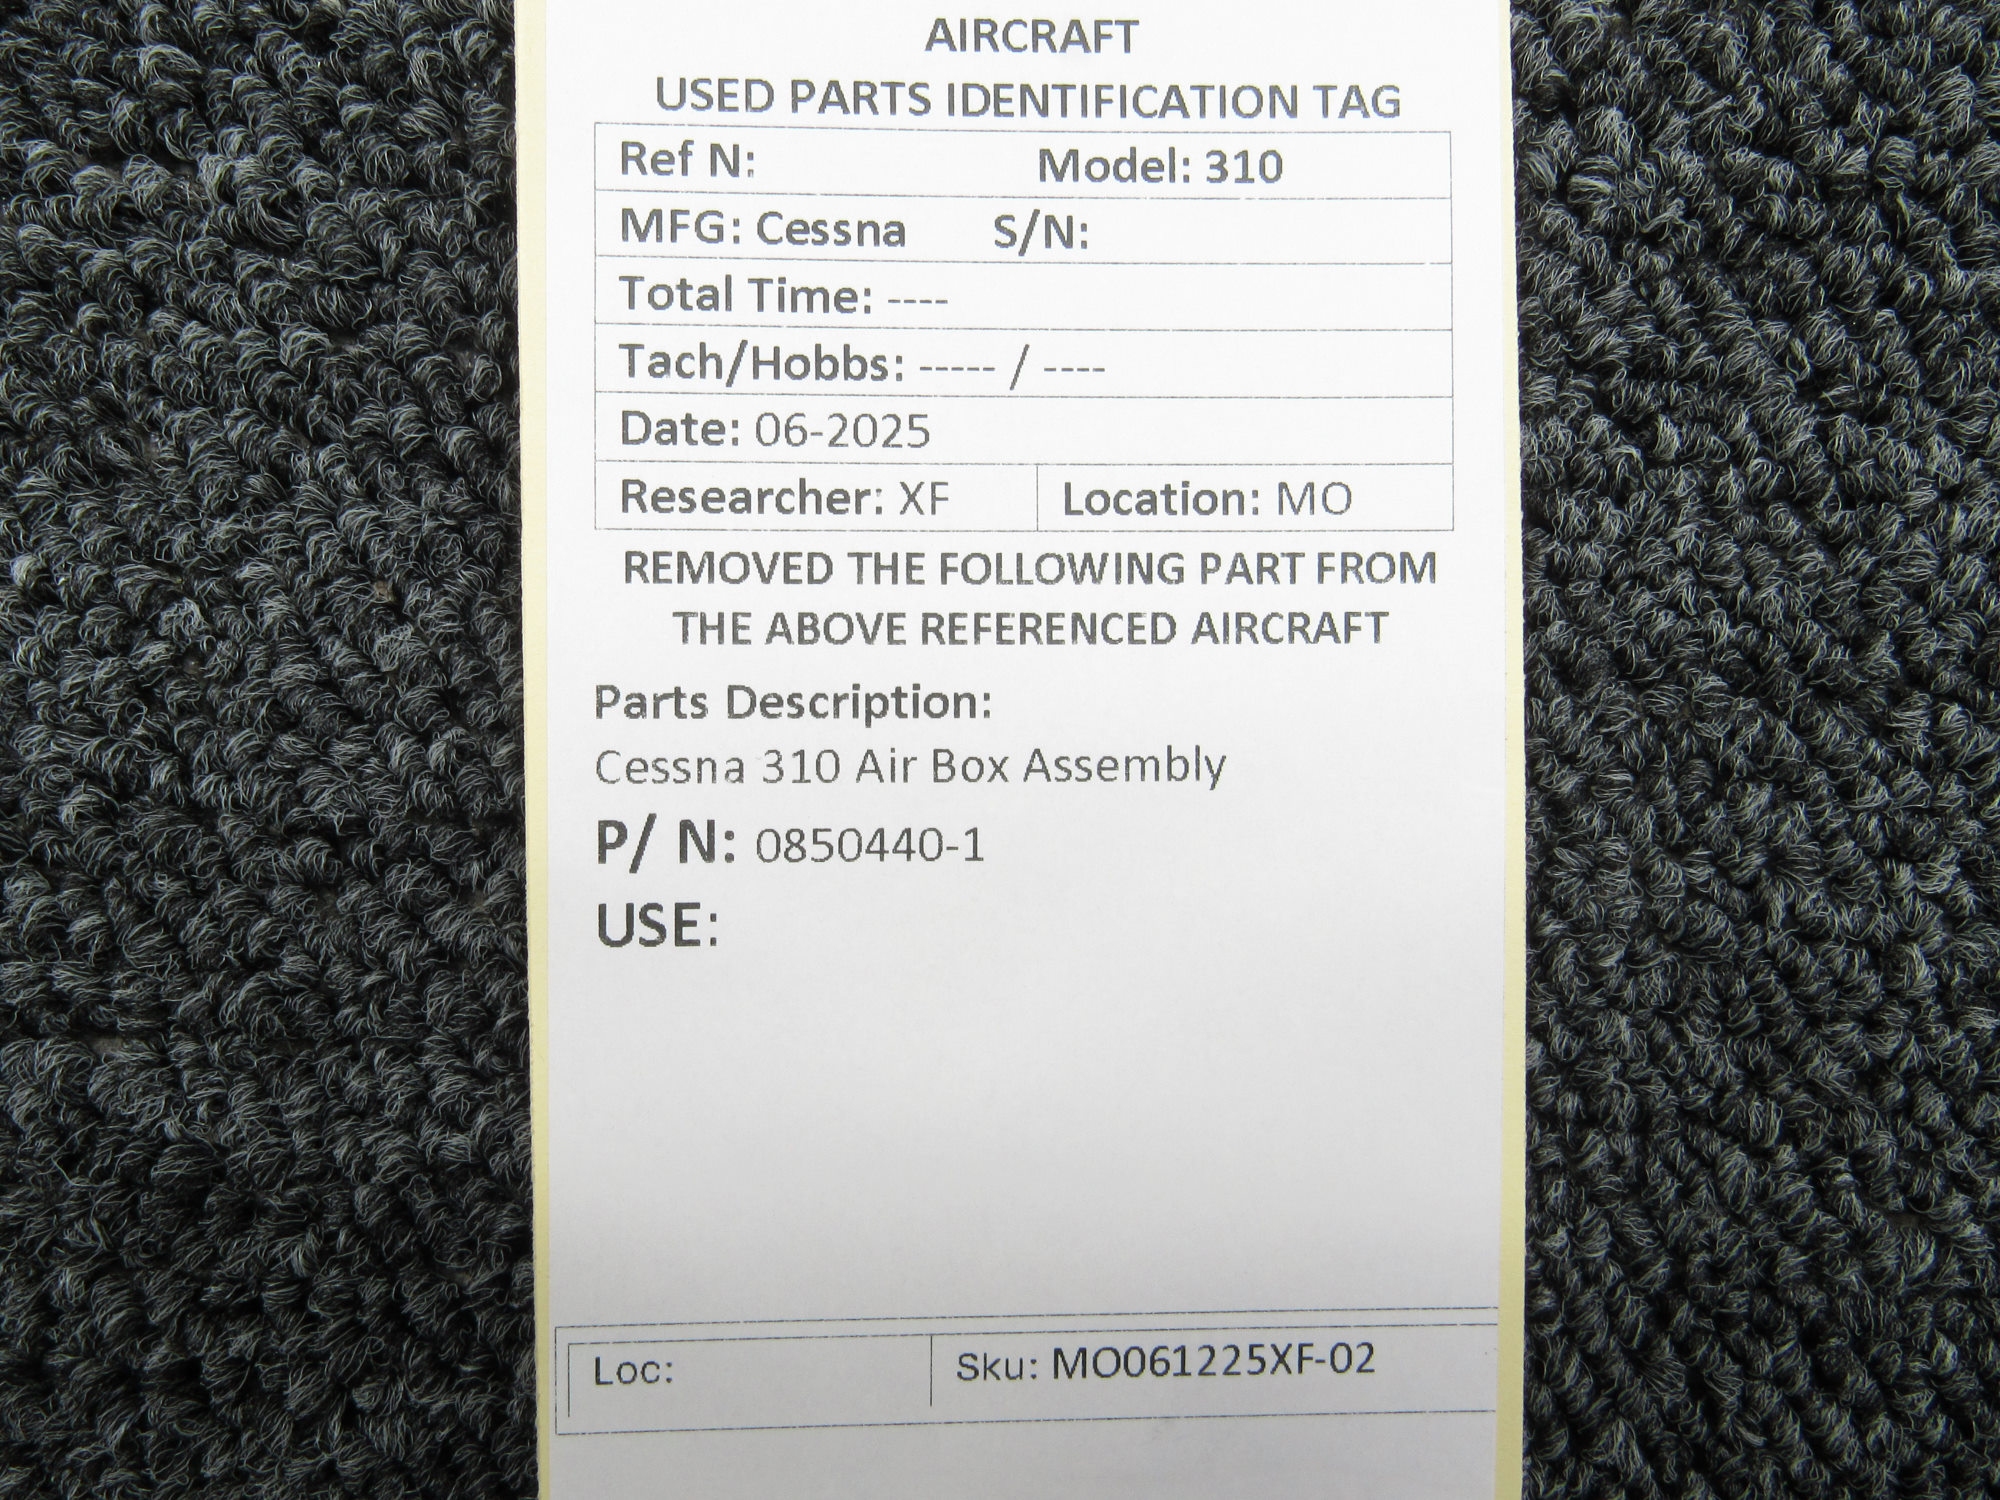 AIRCRAFT
USED PARTS IDENTIFICATION TAG
Ref N: Model: 310
MFG: Cessna S/N:
Total Time: ----
Tach/Hobbs: ----- / ----
Date: 06-2025
Researcher: XF Location: MO
REMOVED THE FOLLOWING PART FROM
THE ABOVE REFERENCED AIRCRAFT
Parts Description:
Cessna 310 Air Box Assembly
P/ N: 0850440-1
USE:
Loc: Sku: MO061225XF-02